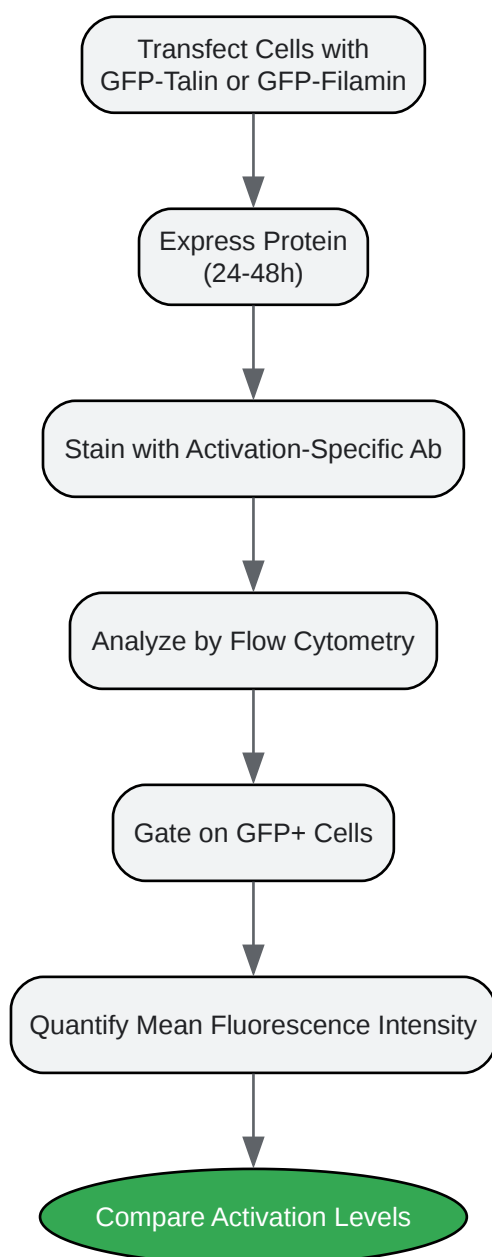 Transfect Cells with
GFP-Talin or GFP-Filamin
Express Protein
(24-48h)
Stain with Activation-Specific Ab
Analyze by Flow Cytometry
Gate on GFP+ Cells
Quantify Mean Fluorescence Intensity
Compare Activation Levels